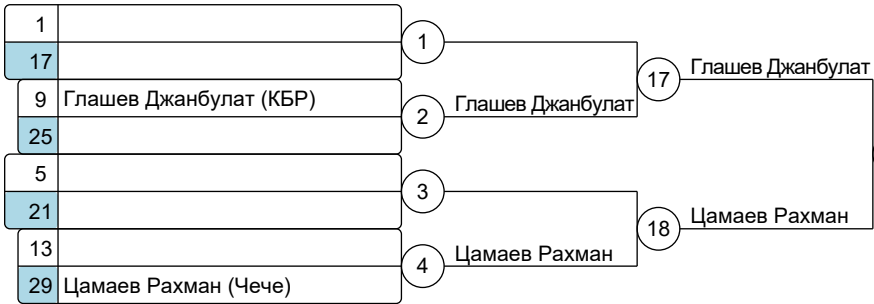 1
17
1
9 Глашев Джанбулат (КБР)
25
2 Глашев Джанбулат
17 Глашев Джанбулат
5
21
3
13
29 Цамаев Рахман (Чече)
4 Цамаев Рахман
18 Цамаев Рахман